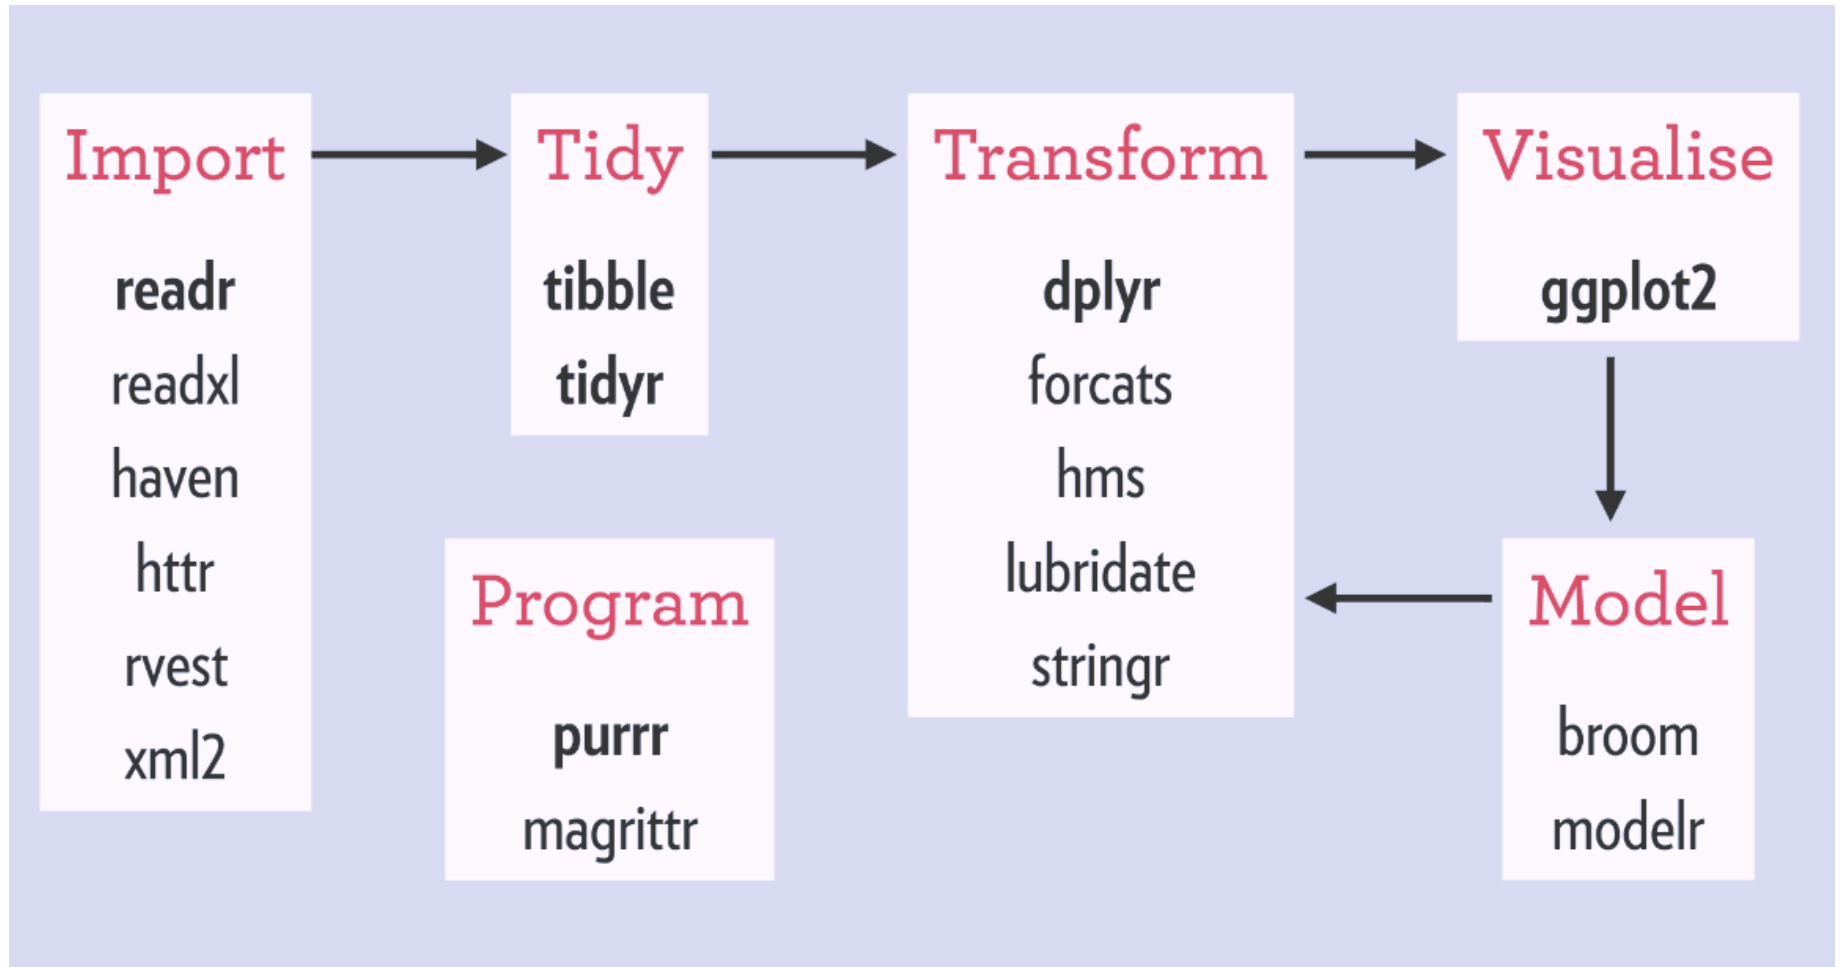 Import
readr
readxl
haven
httr
rvest
xml2
Tidy
tibble
tidyr
Program
purrr
magrittr
Transform
dplyr
forcats
hms
lubridate
stringr
Visualise
ggplot2
Model
broom
modelr